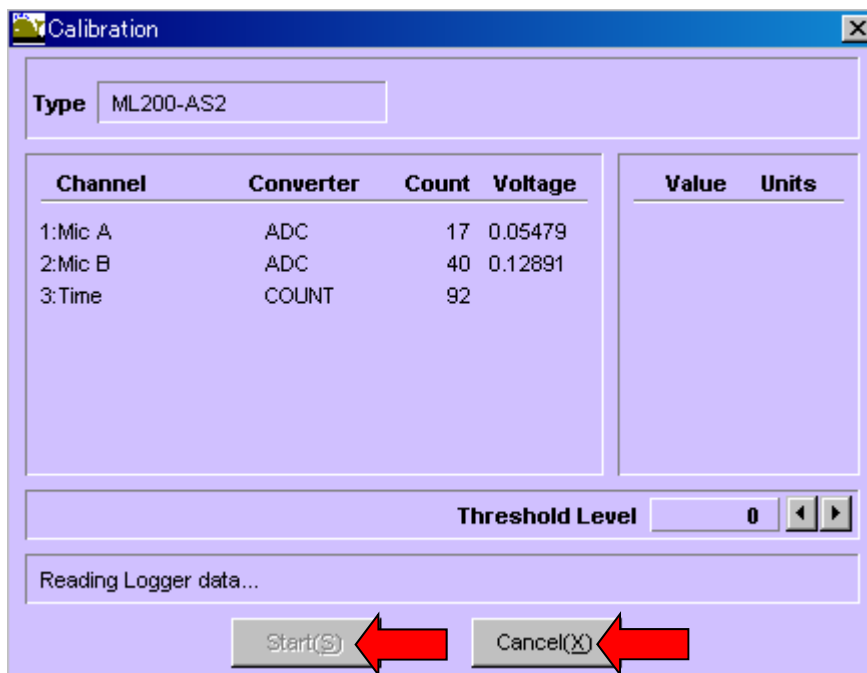 Calibration
Type ML200-AS2
Channel Converter Count Voltage Value Units
1:Mic A ADC 17 0.05479
2:Mic B ADC 40 0.12891
3:Time COUNT 92
Threshold Level 0
Reading Logger data...
Start(S) Cancel(X)